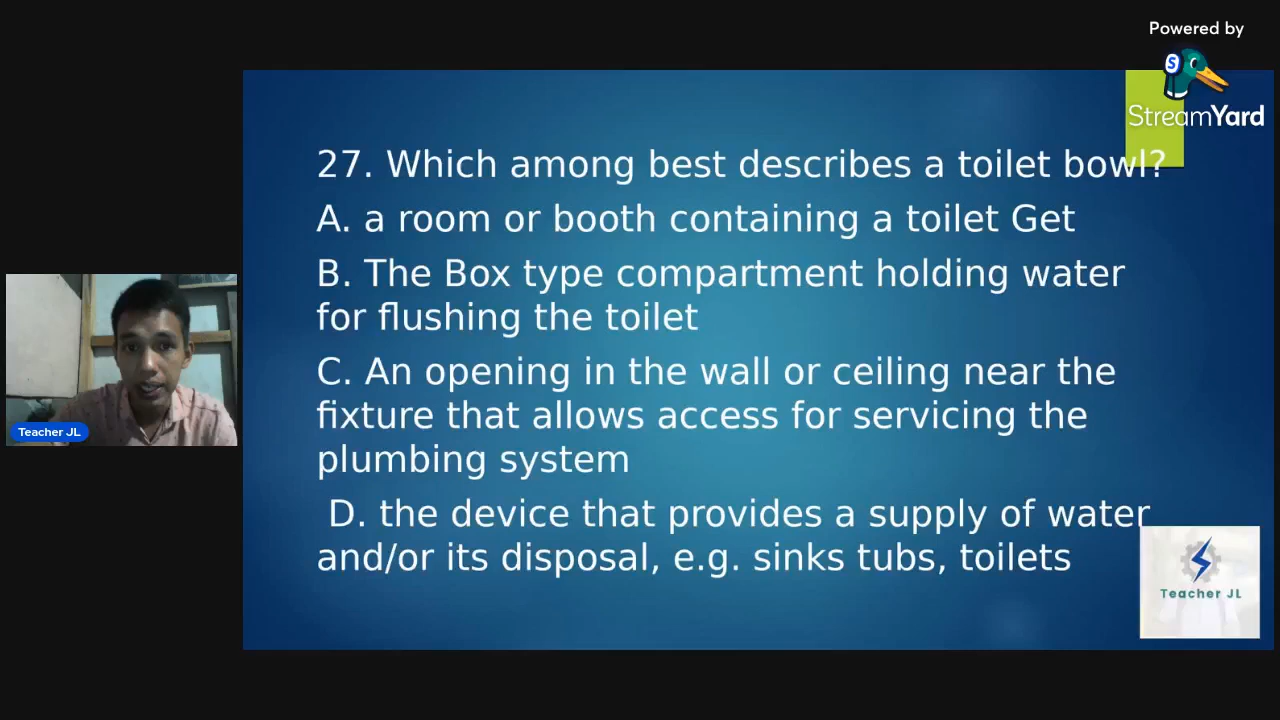 Powered by
S
StreamYard
27. Which among best describes a toilet bowl?
A. a room or booth containing a toilet Get
B. The Box type compartment holding water
for flushing the toilet
C. An opening in the wall or ceiling near the
fixture that allows access for servicing the
plumbing system
D. the device that provides a supply of water
and/or its disposal, e.g. sinks tubs, toilets
Teacher JL
Teacher JL